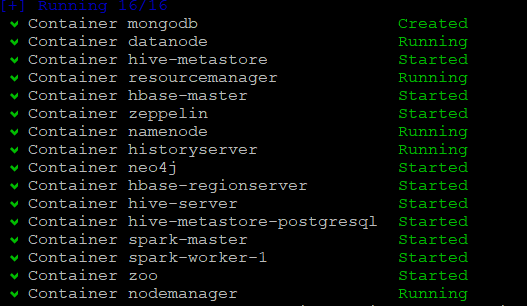 [+] Running 16/16
✔ Container mongodb Created
✔ Container datanode Running
✔ Container hive-metastore Started
✔ Container resourcemanager Running
✔ Container hbase-master Started
✔ Container zeppelin Started
✔ Container namenode Running
✔ Container historyserver Running
✔ Container neo4j Started
✔ Container hbase-regionserver Started
✔ Container hive-server Started
✔ Container hive-metastore-postgresql Started
✔ Container spark-master Started
✔ Container spark-worker-1 Started
✔ Container zoo Started
✔ Container nodemanager Running